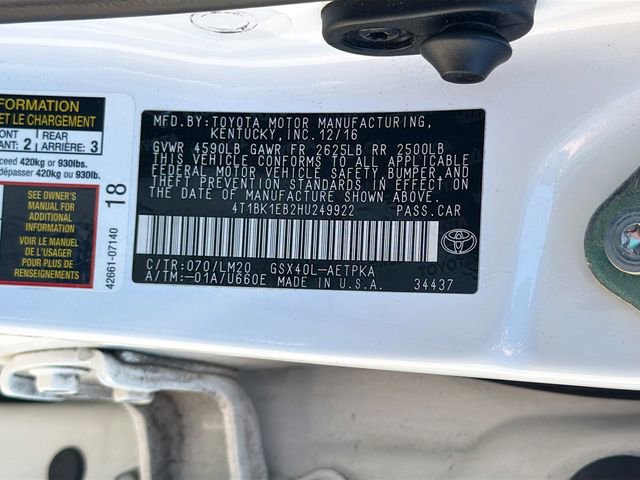 FORMATION
ET LE CHARGEMENT
ANT 2 REAR ARRIÈRE: 3
ceed 420kg or 930lbs.
dépasser 420kg ou 930lb.
SEE OWNER'S
MANUAL FOR
ADDITIONAL
INFORMATION
VOIR LE MANUEL
DE L'USAGER
POUR PLUS DE
RENSEIGNEMENTS
18
42661-07140
MFD.BY:TOYOTA MOTOR MANUFACTURING,
KENTUCKY,INC.12/16
GVWR 4590LB GAWR FR 2625LB RR 2500LB
THIS VEHICLE CONFORMS TO ALL APPLICABLE
FEDERAL MOTOR VEHICLE SAFETY,BUMPER,AND
THEFT PREVENTION STANDARDS IN EFFECT ON
THE DATE OF MANUFACTURE SHOWN ABOVE.
4T1BK1EB2HU249922 PASS.CAR
TOYOTA
C/TR:070/LM20 GSX40L-AETPKA
A/TM:-01A/U660E MADE IN U.S.A. 34437